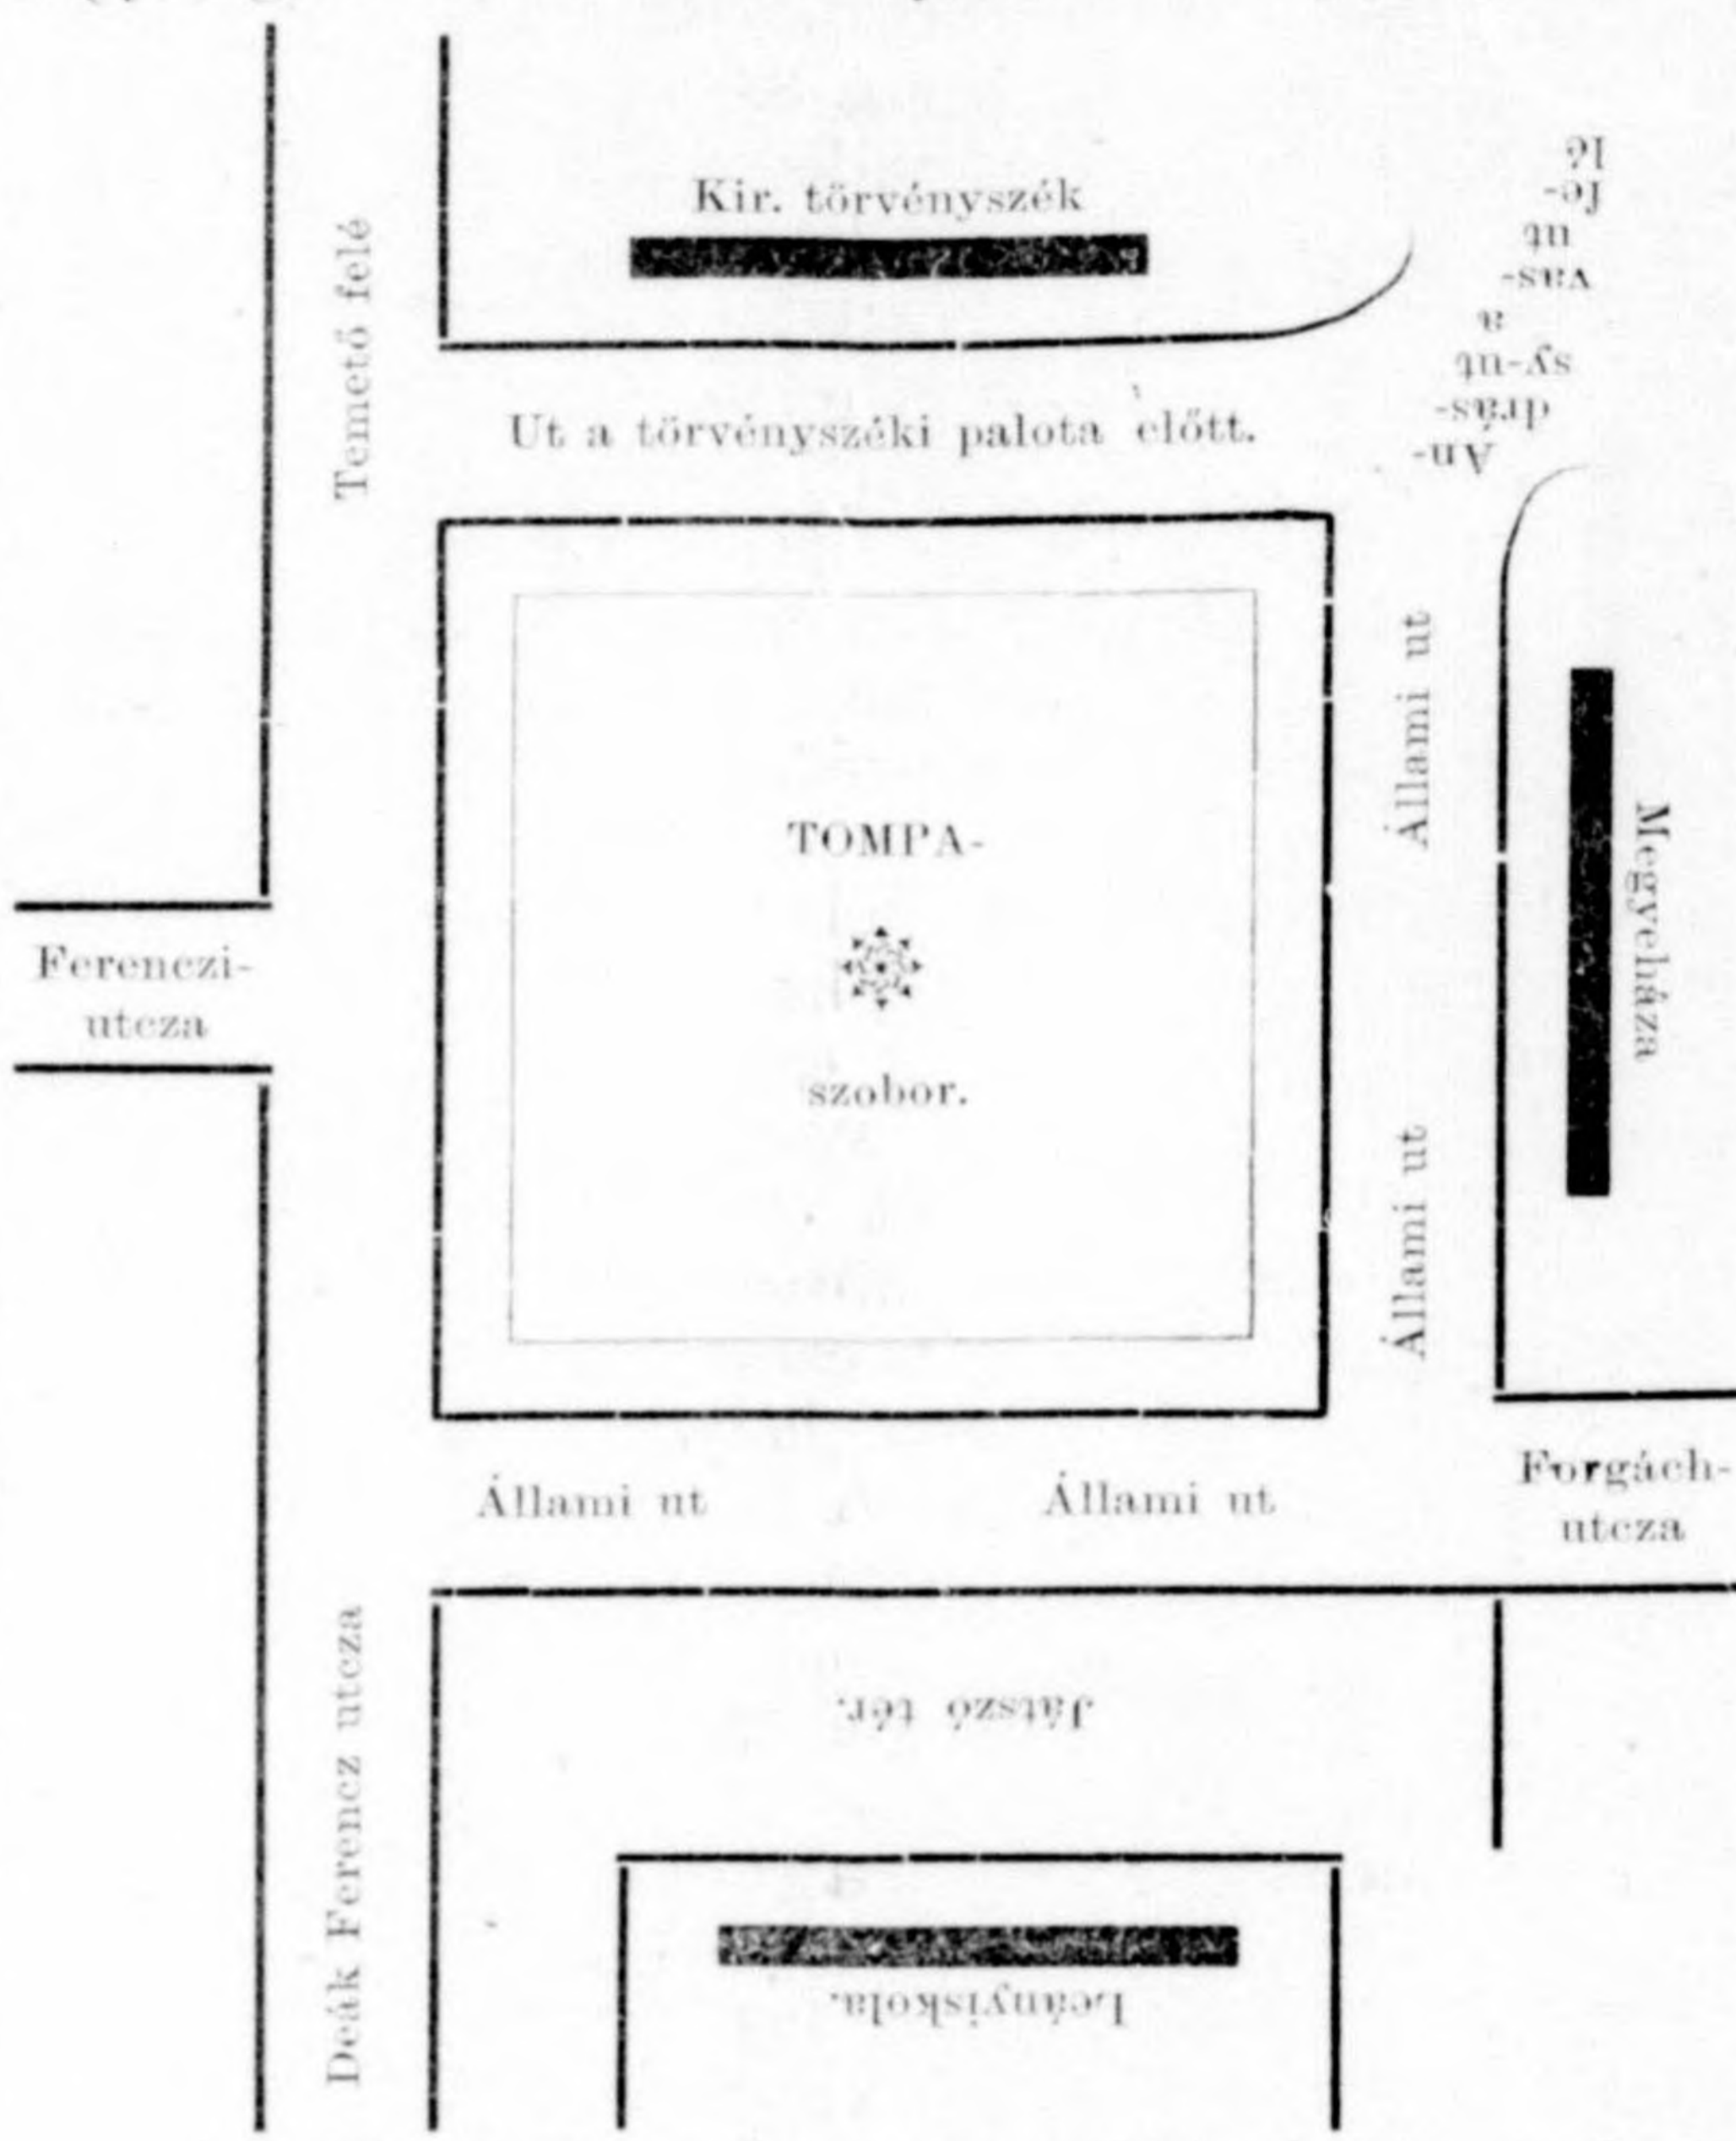 Kir. törvényszék
Temető felé
Ut a törvényszéki palota előtt.
An-
drás-
sy-ut
a
vas-
ut
fe-
lé
TOMPA-
szobor.
Állami ut
Állami ut
Megyeháza
Ferenczi-
utcza
Állami ut
Állami ut
Forgách-
utcza
Deák Ferencz utcza
Játszó tér.
Leányiskola.